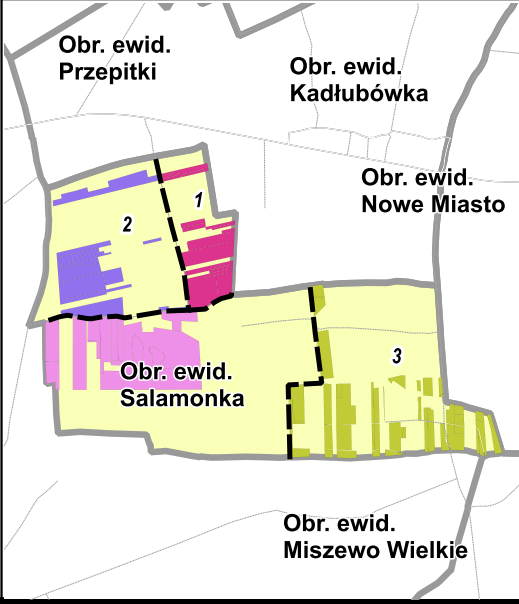 Obr. ewid.
Przepitki
Obr. ewid.
Kadłubówka
Obr. ewid.
Nowe Miasto
1
2
3
Obr. ewid.
Salamonka
Obr. ewid.
Miszewo Wielkie